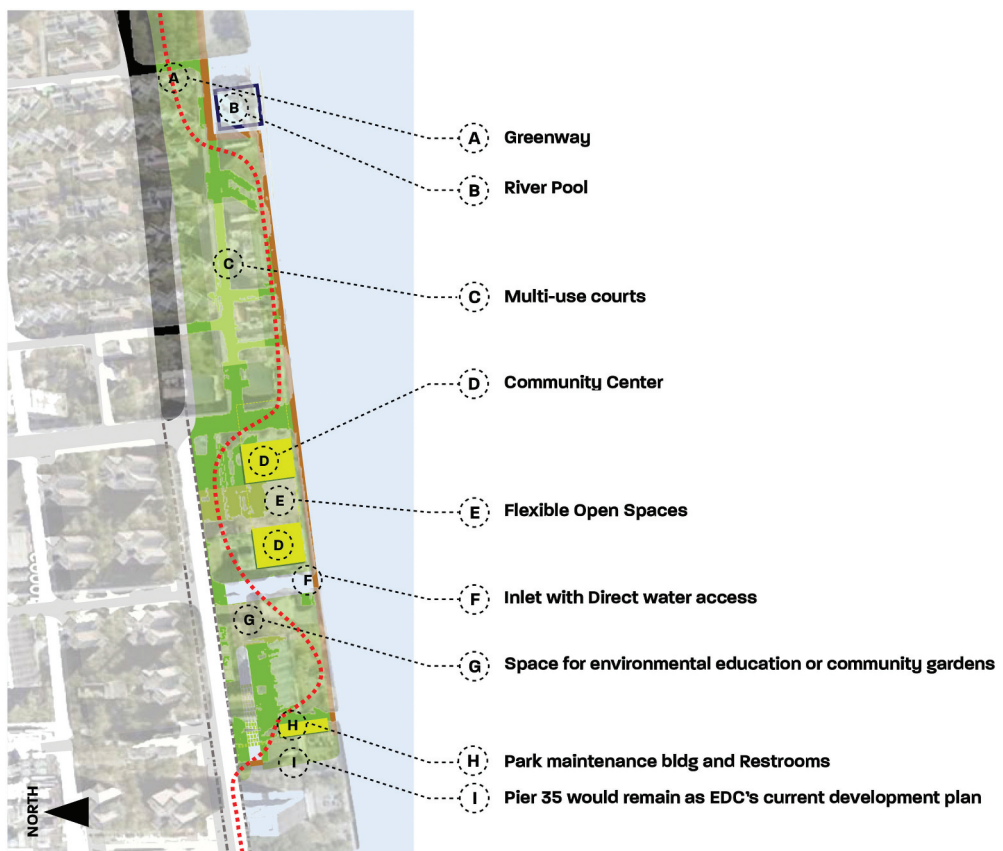 A
B
C
D
E
D
F
G
H
I
NORTH
A Greenway
B River Pool
C Multi-use courts
D Community Center
E Flexible Open Spaces
F Inlet with Direct water access
G Space for environmental education or community gardens
H Park maintenance bldg and Restrooms
I Pier 35 would remain as EDC's current development plan